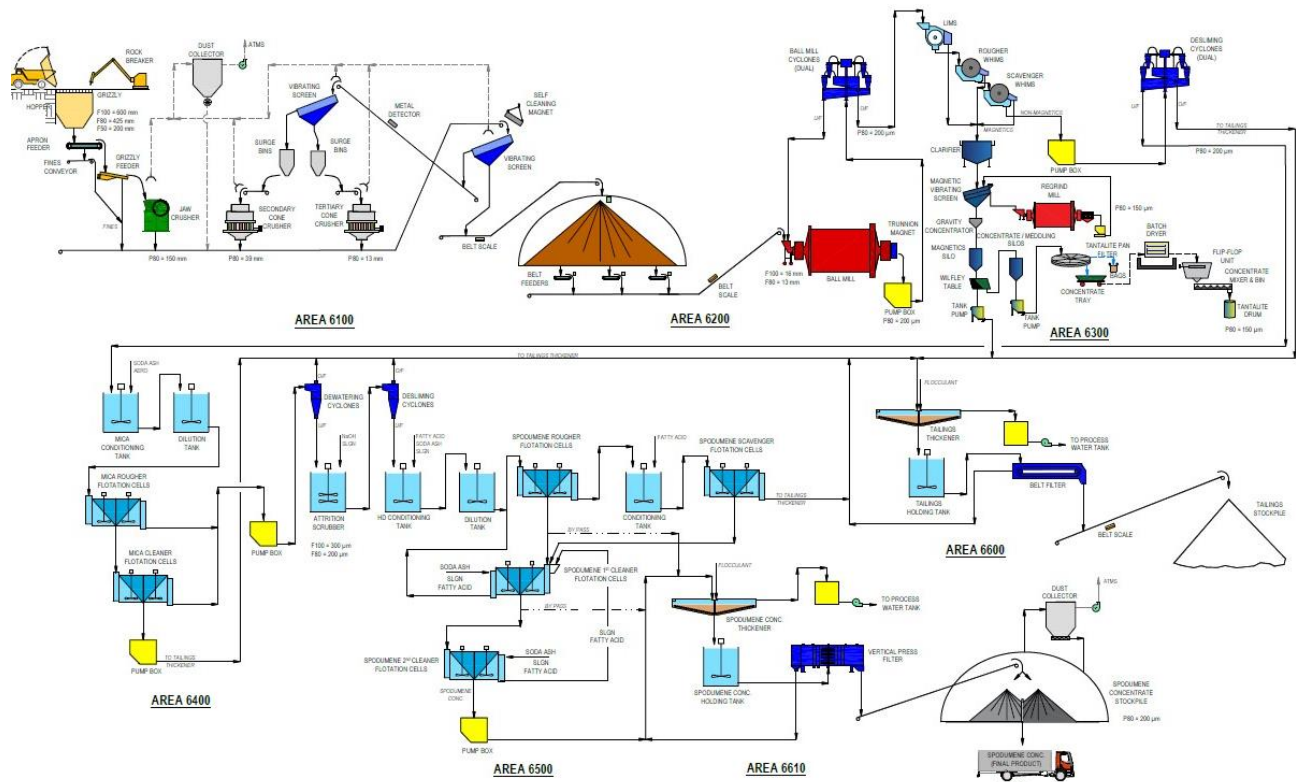 ROCK
BREAKER
GRIZZLY
HOPPER
F100 = 600 mm
F80 = 425 mm
F50 = 200 mm
APRON
FEEDER
FINES
CONVEYOR
GRIZZLY
FEEDER
FINES
JAW
CRUSHER
P80 = 150 mm
DUST
COLLECTOR
ATMS
VIBRATING
SCREEN
SURGE
BINS
SURGE
BINS
SECONDARY
CONE
CRUSHER
P80 = 39 mm
TERTIARY
CONE
CRUSHER
P80 = 13 mm
METAL
DETECTOR
SELF
CLEANING
MAGNET
VIBRATING
SCREEN
BELT SCALE
AREA 6100
BELT
FEEDERS
AREA 6200
BELT
SCALE
F100 = 16 mm
F80 = 13 mm
BALL MILL
TRUNNION
MAGNET
PUMP BOX
P80 = 200 µm
BALL MILL
CYCLONES
(DUAL)
U/F
O/F
P80 = 200 µm
LIMS
ROUGHER
WHIMS
SCAVENGER
WHIMS
NON-MAGNETICS
MAGNETICS
PUMP BOX
DESLIMING
CYCLONES
(DUAL)
U/F
O/F
TO TAILINGS
THICKENER
P80 = 200 µm
CLARIFIER
MAGNETIC
VIBRATING
SCREEN
REGRIND
MILL
P80 = 150 µm
GRAVITY
CONCENTRATOR
CONCENTRATE / MEDDLING
SILOS
MAGNETICS
SILO
WILFLEY
TABLE
TANK
PUMP
TANK
PUMP
TANTALITE PAN
FILTER
BAGS
CONCENTRATE
TRAY
BATCH
DRYER
FLIP-FLOP
UNIT
CONCENTRATE
MIXER & BIN
TANTALITE
DRUM
P80 = 150 µm
AREA 6300
TO TAILINGS THICKENER
SODA ASH
MICA
CONDITIONING
TANK
DILUTION
TANK
MICA ROUGHER
FLOTATION CELLS
MICA CLEANER
FLOTATION CELLS
PUMP BOX
TO TAILINGS
THICKENER
AREA 6400
PUMP BOX
O/F
DEWATERING
CYCLONES
U/F
NaOH
SLGN
ATTRITION
SCRUBBER
F100 = 300 µm
F80 = 200 µm
O/F
DESLIMING
CYCLONES
U/F
FATTY ACID
SODA ASH
SLGN
HD CONDITIONING
TANK
DILUTION
TANK
SPODUMENE ROUGHER
FLOTATION CELLS
FATTY ACID
CONDITIONING
TANK
SPODUMENE SCAVENGER
FLOTATION CELLS
TO TAILINGS
THICKENER
BY PASS
SODA ASH
SLGN
FATTY ACID
SPODUMENE 1ST CLEANER
FLOTATION CELLS
BY PASS
SLGN
FATTY ACID
SPODUMENE 2ND CLEANER
FLOTATION CELLS
SODA ASH
SLGN
FATTY ACID
SPODUMENE
CONC
PUMP BOX
AREA 6500
FLOCCULANT
SPODUMENE CONC.
THICKENER
TO PROCESS
WATER TANK
SPODUMENE CONC.
HOLDING TANK
VERTICAL PRESS
FILTER
AREA 6610
FLOCCULANT
TAILINGS
THICKENER
TO PROCESS
WATER TANK
TAILINGS
HOLDING TANK
BELT FILTER
BELT SCALE
TAILINGS
STOCKPILE
AREA 6600
DUST
COLLECTOR
ATMS
SPODUMENE
CONCENTRATE
STOCKPILE
P80 = 200 µm
SPODUMENE CONC.
(FINAL PRODUCT)